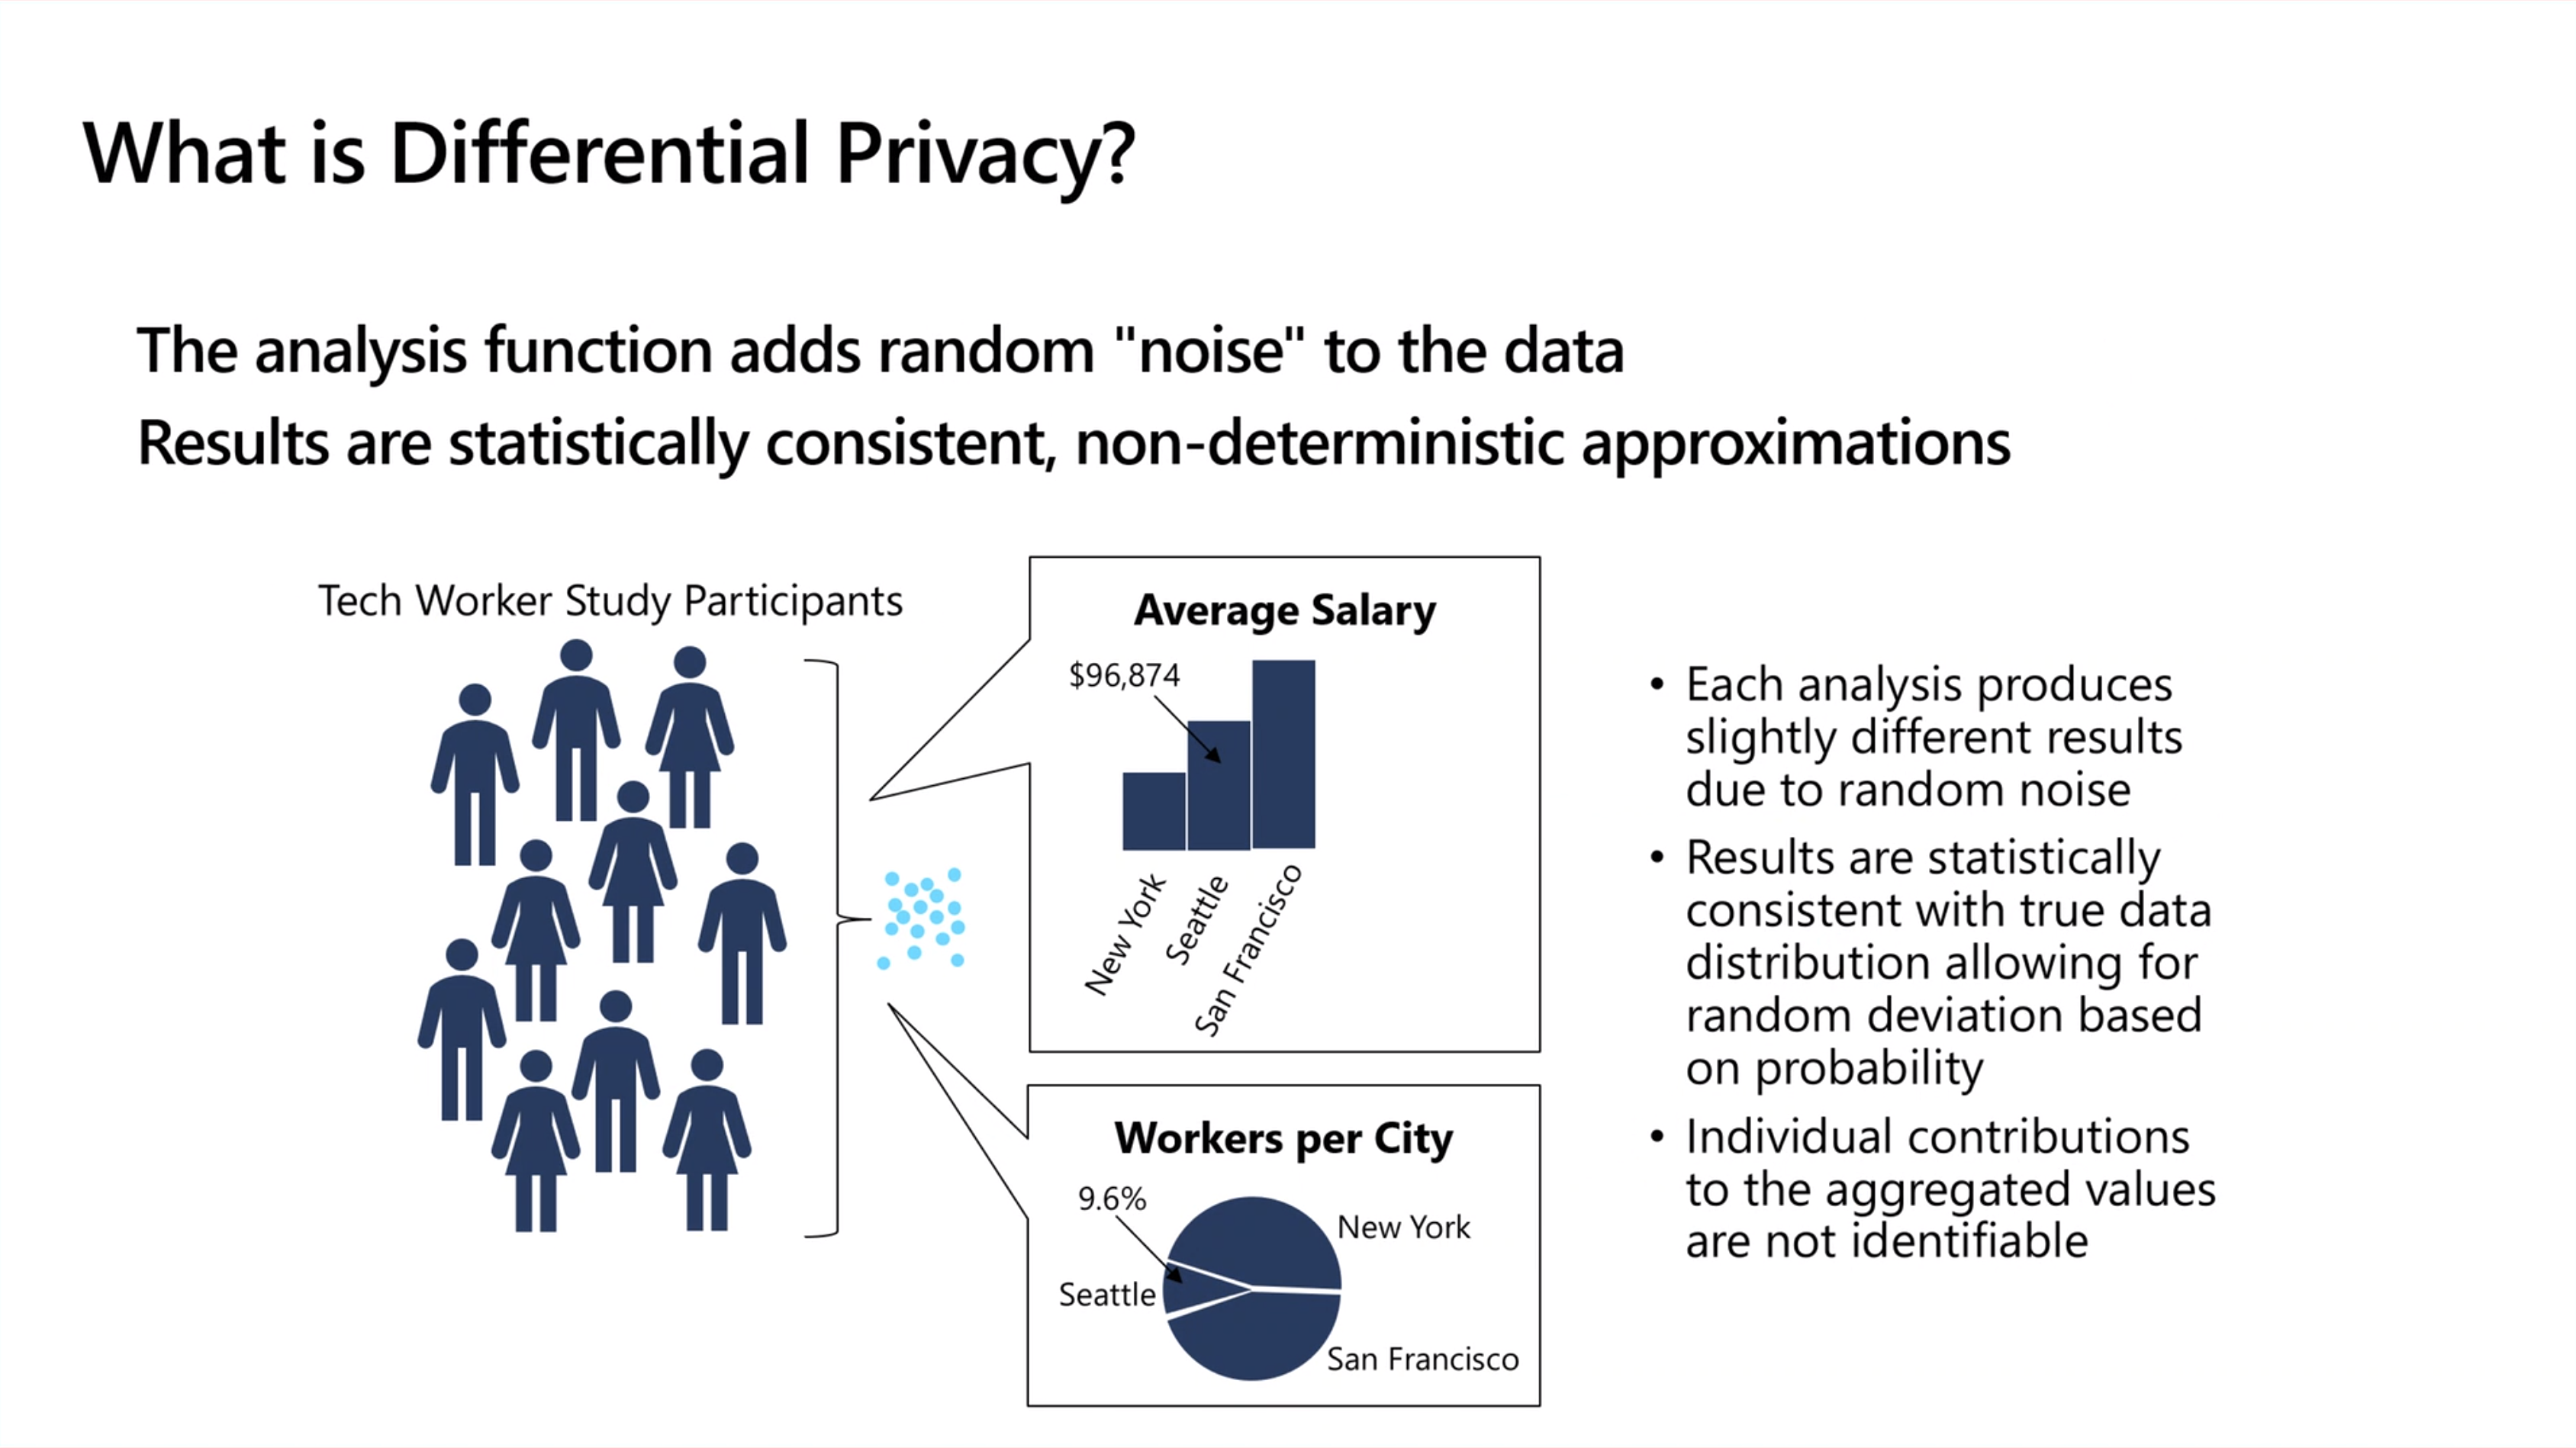 What is Differential Privacy?
The analysis function adds random "noise" to the data
Results are statistically consistent, non-deterministic approximations
Tech Worker Study Participants
Average Salary
$96,874
New York
Seattle
San Francisco
Workers per City
9.6%
New York
Seattle
San Francisco
• Each analysis produces
slightly different results
due to random noise
• Results are statistically
consistent with true data
distribution allowing for
random deviation based
on probability
• Individual contributions
to the aggregated values
are not identifiable